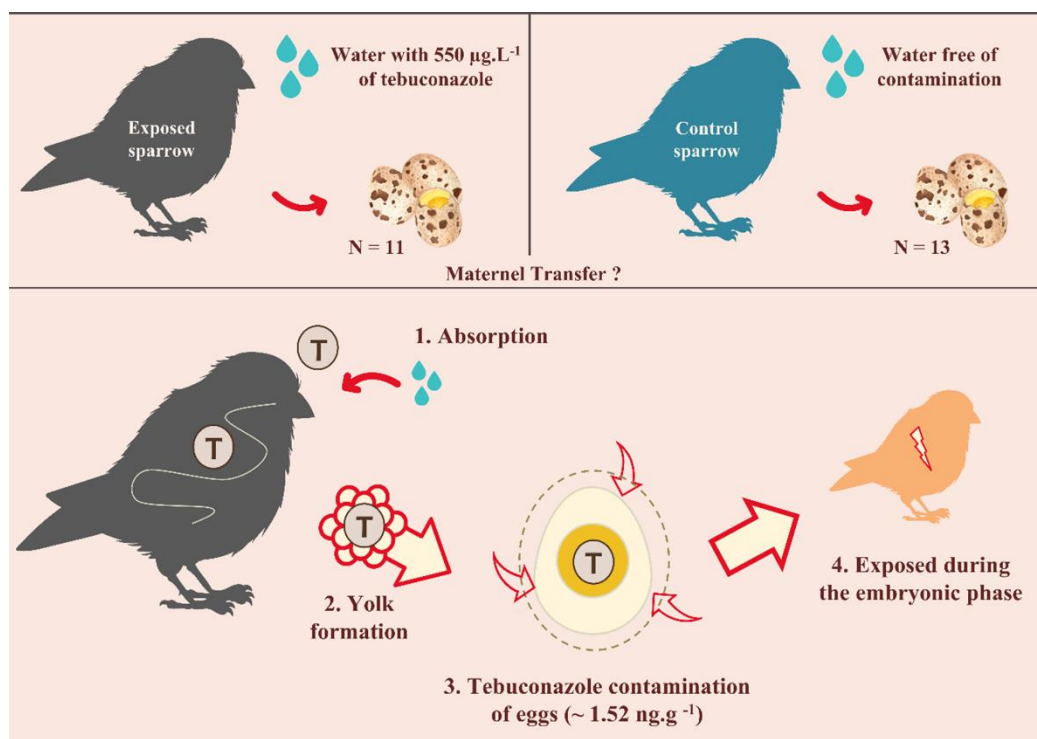 Water with 550 µg.L⁻¹
of tebuconazole
Exposed
sparrow
N = 11
Water free of
contamination
Control
sparrow
N = 13
Maternel Transfer ?
1. Absorption
T
T
T
2. Yolk
formation
T
3. Tebuconazole contamination
of eggs (~ 1.52 ng.g ⁻¹)
4. Exposed during
the embryonic phase